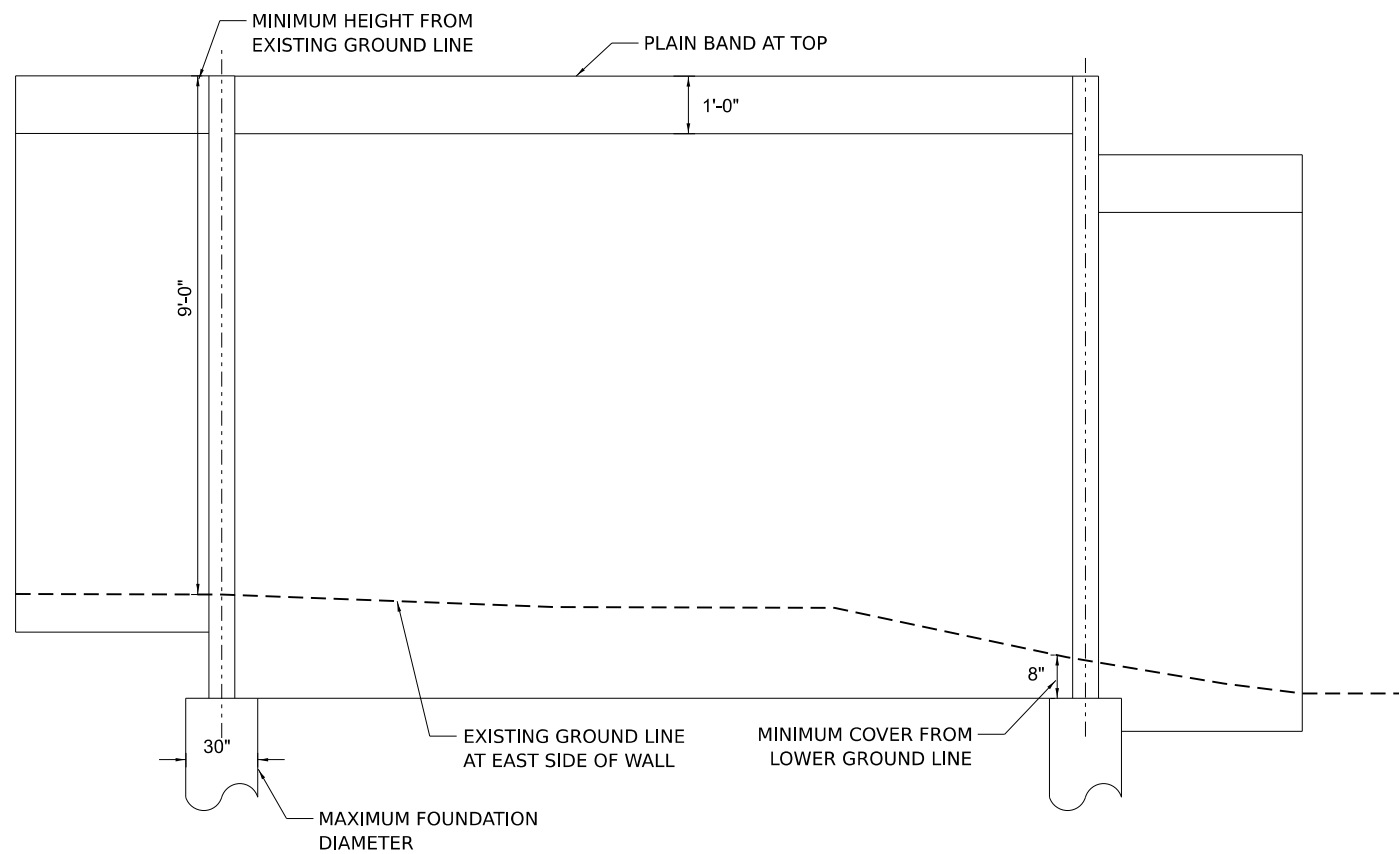 MINIMUM HEIGHT FROM
EXISTING GROUND LINE
PLAIN BAND AT TOP
1'-0"
9'-0"
8"
30"
EXISTING GROUND LINE
AT EAST SIDE OF WALL
MINIMUM COVER FROM
LOWER GROUND LINE
MAXIMUM FOUNDATION
DIAMETER